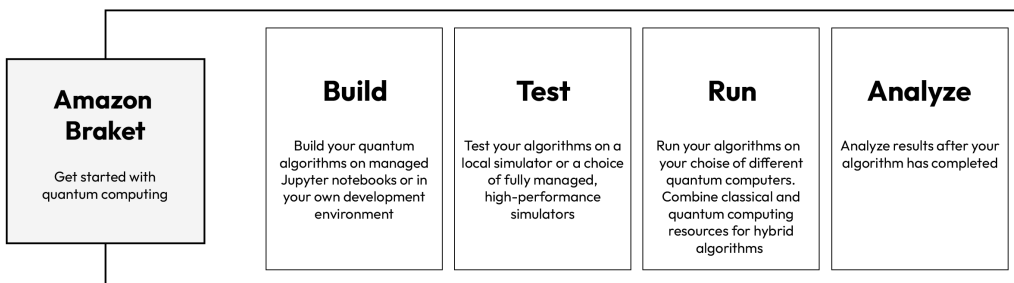 Amazon
Braket
Get started with
quantum computing
Build
Build your quantum
algorithms on managed
Jupyter notebooks or in
your own development
environment
Test
Test your algorithms on a
local simulator or a choice
of fully managed,
high-performance
simulators
Run
Run your algorithms on
your choise of different
quantum computers.
Combine classical and
quantum computing
resources for hybrid
algorithms
Analyze
Analyze results after your
algorithm has completed